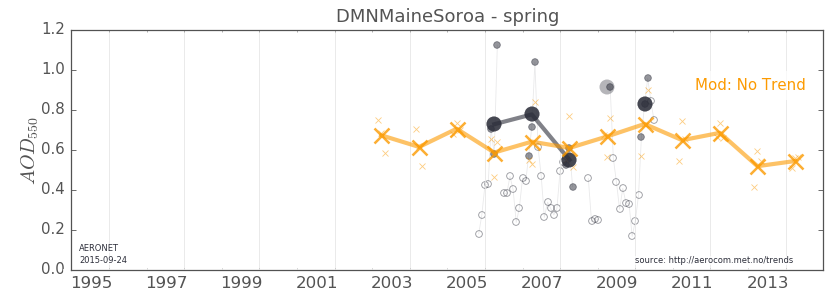 DMNMaineSoroa - spring
1.2
1.0
0.8
0.6
0.4
0.2
0.0
AOD550
Mod: No Trend
AERONET
2015-09-24
source: http://aerocom.met.no/trends
1995 1997 1999 2001 2003 2005 2007 2009 2011 2013